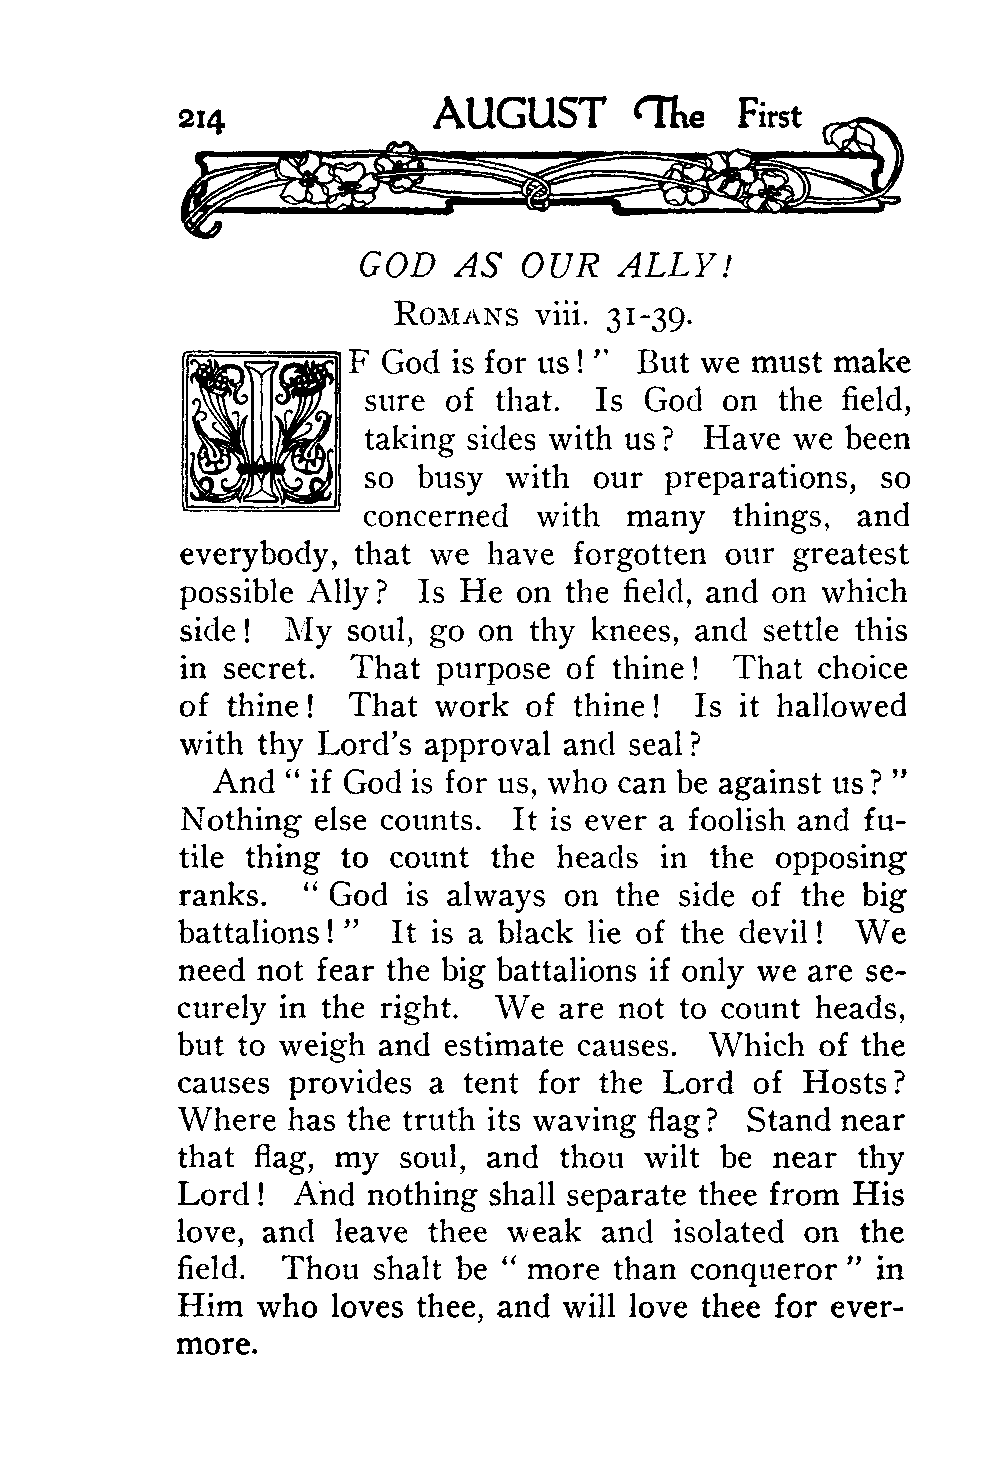 214 AUGUST The First
GOD AS OUR ALLY!
ROMANS viii. 31-39.
IF God is for us!" But we must make
sure of that. Is God on the field,
taking sides with us? Have we been
so busy with our preparations, so
concerned with many things, and
everybody, that we have forgotten our greatest
possible Ally? Is He on the field, and on which
side! My soul, go on thy knees, and settle this
in secret. That purpose of thine! That choice
of thine! That work of thine! Is it hallowed
with thy Lord's approval and seal?
And "if God is for us, who can be against us?"
Nothing else counts. It is ever a foolish and fu-
tile thing to count the heads in the opposing
ranks. "God is always on the side of the big
battalions!" It is a black lie of the devil! We
need not fear the big battalions if only we are se-
curely in the right. We are not to count heads,
but to weigh and estimate causes. Which of the
causes provides a tent for the Lord of Hosts?
Where has the truth its waving flag? Stand near
that flag, my soul, and thou wilt be near thy
Lord! And nothing shall separate thee from His
love, and leave thee weak and isolated on the
field. Thou shalt be "more than conqueror" in
Him who loves thee, and will love thee for ever-
more.